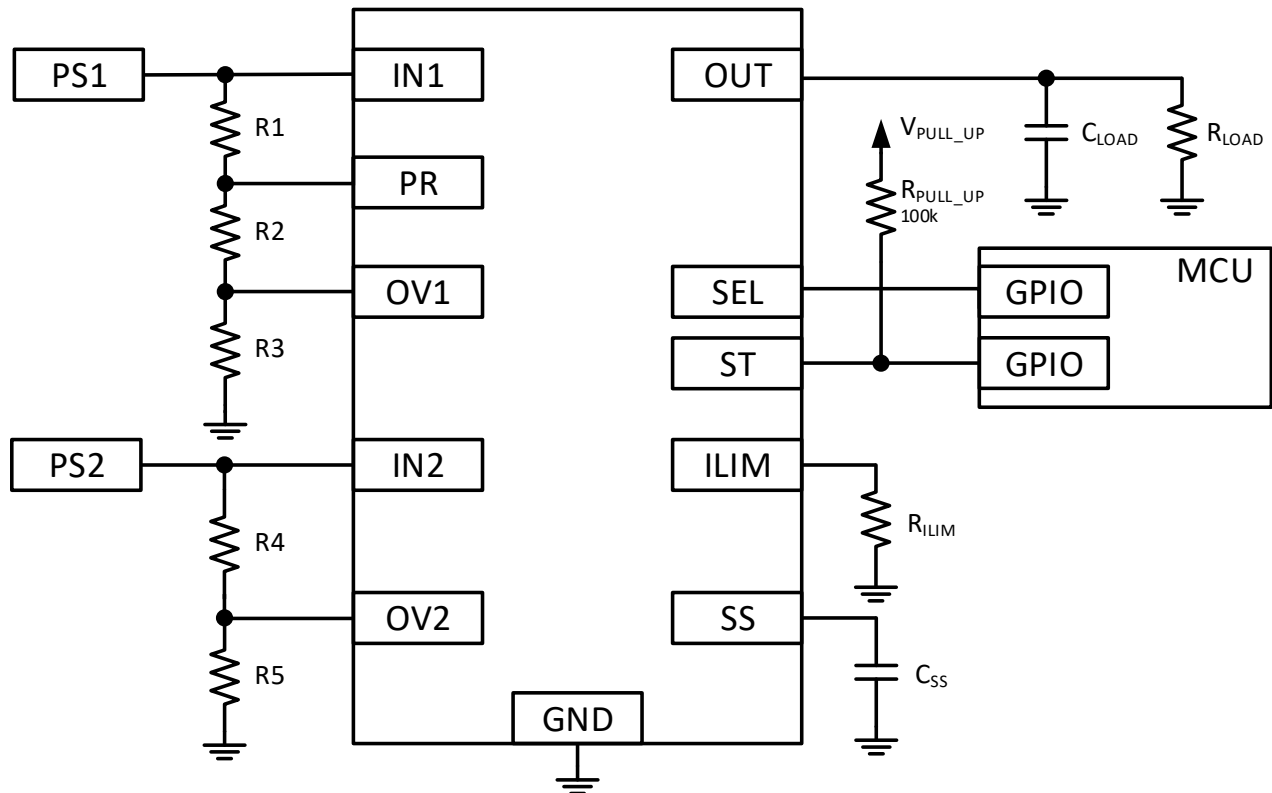 PS1
IN1
OUT
R1
V_PULL_UP
C_LOAD
R_LOAD
PR
R_PULL_UP
100k
R2
MCU
OV1
SEL
GPIO
R3
ST
GPIO
PS2
IN2
ILIM
R4
R_ILIM
OV2
SS
R5
C_SS
GND